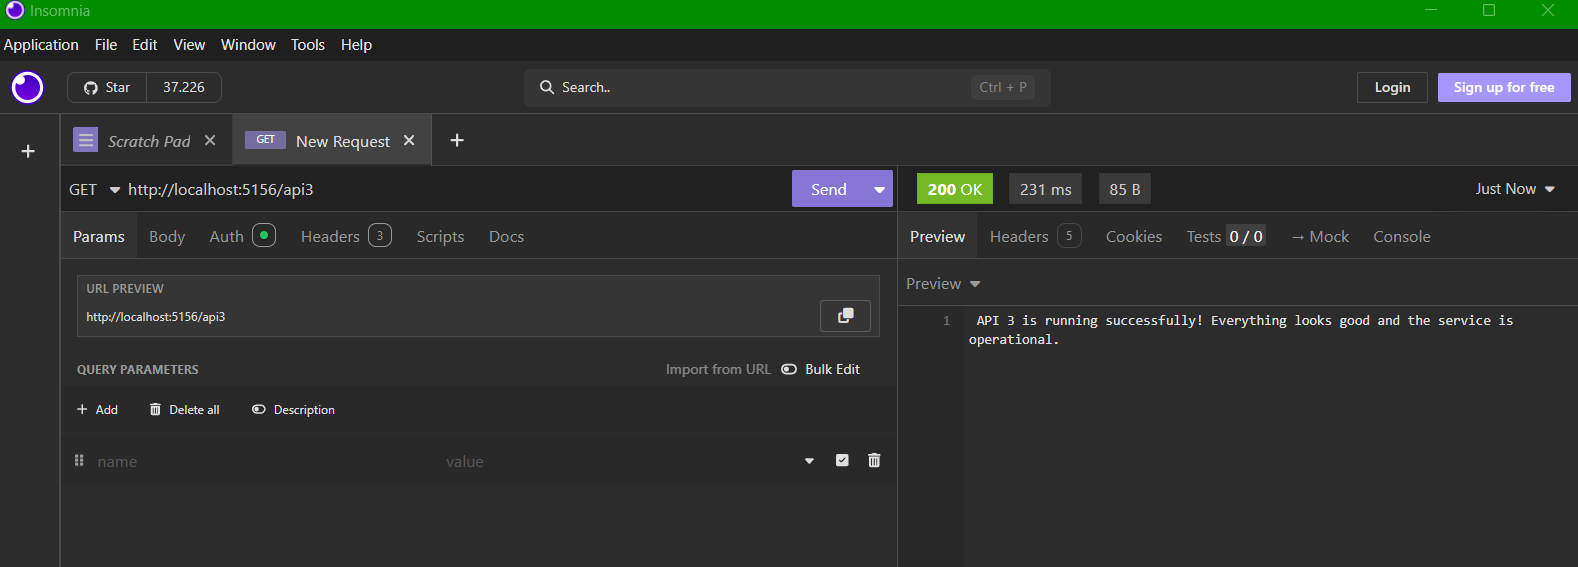 Insomnia
Application File Edit View Window Tools Help
Star 37.226
Search..
Ctrl + P
Login
Sign up for free
Scratch Pad
GET New Request
GET http://localhost:5156/api3
Send
200 OK
231 ms
85 B
Just Now
Params Body Auth Headers 3 Scripts Docs
Preview Headers 5 Cookies Tests 0 / 0 → Mock Console
URL PREVIEW
http://localhost:5156/api3
QUERY PARAMETERS
Import from URL
Bulk Edit
Add
Delete all
Description
name
value
Preview
1 API 3 is running successfully! Everything looks good and the service is
operational.